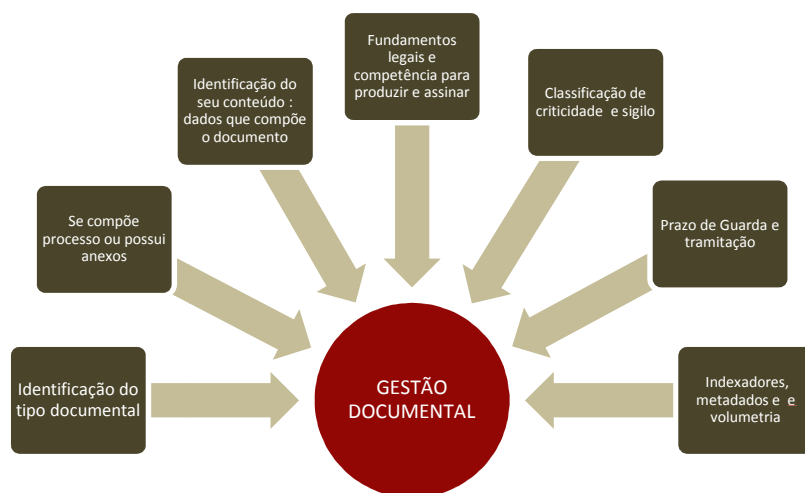 Fundamentos
legais e
competência para
produzir e assinar
Identificação do
seu conteúdo :
dados que compõe
o documento
Classificação de
criticidade e sigilo
Se compõe
processo ou possui
anexos
Prazo de Guarda e
tramitação
Identificação do
tipo documental
GESTÃO
DOCUMENTAL
Indexadores,
metadados e e
volumetria